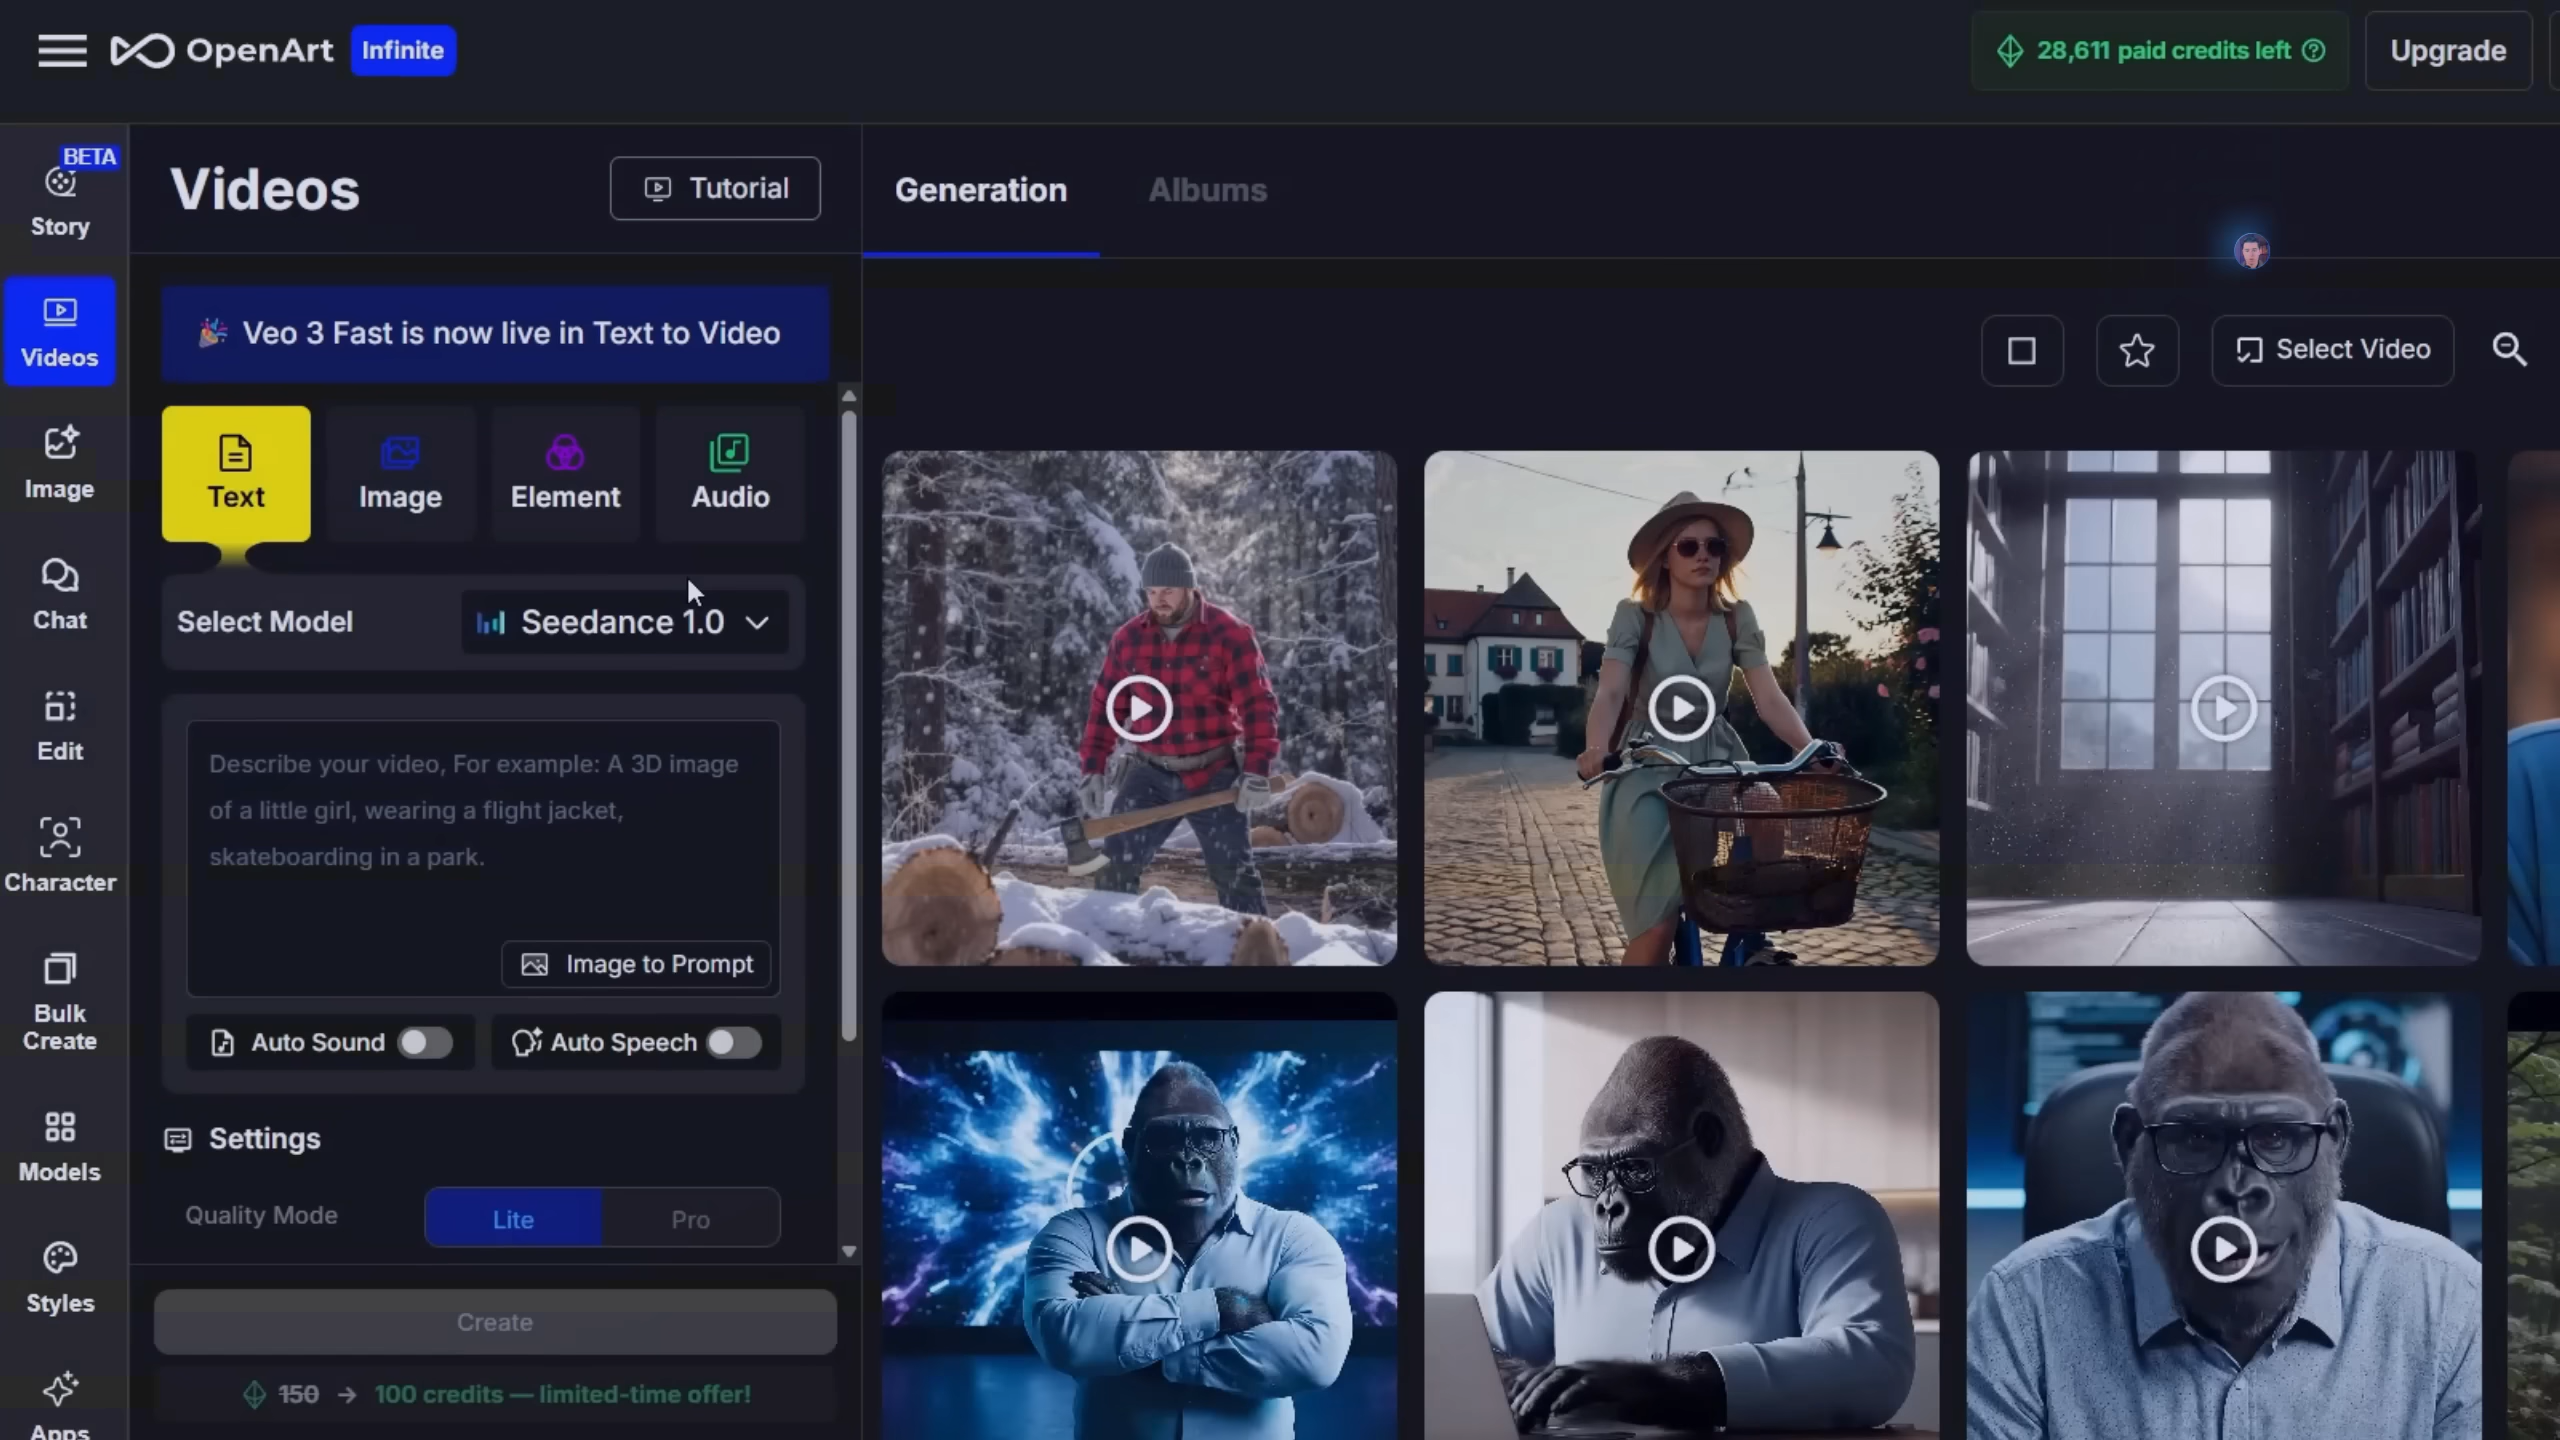 OpenArt Infinite
28,611 paid credits left
Upgrade
BETA
Story
Videos
Image
Chat
Edit
Character
Bulk
Create
Models
Styles
Apps
Videos
Tutorial
Veo 3 Fast is now live in Text to Video
Text
Image
Element
Audio
Select Model
Seedance 1.0
Describe your video, For example: A 3D image
of a little girl, wearing a flight jacket,
skateboarding in a park.
Image to Prompt
Auto Sound
Auto Speech
Settings
Quality Mode
Lite
Pro
Create
150 → 100 credits — limited-time offer!
Generation
Albums
Select Video